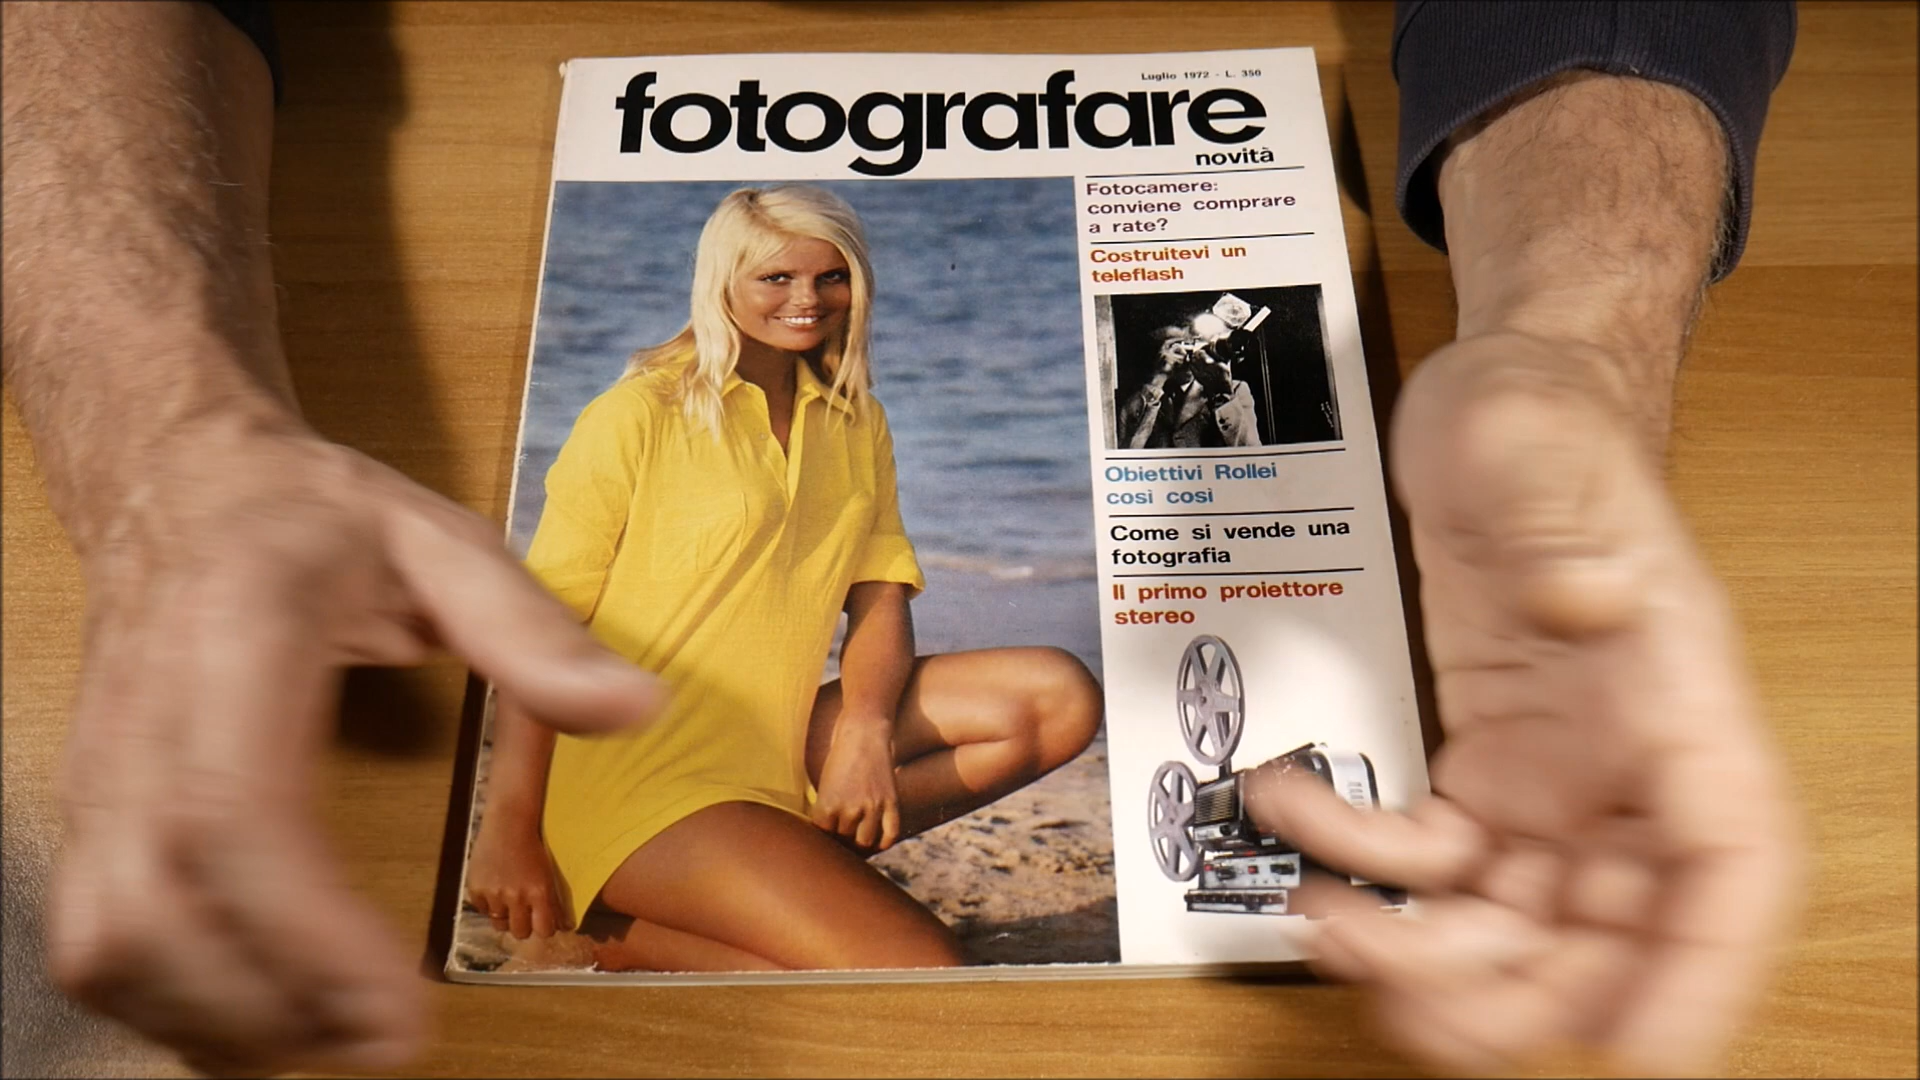 Luglio 1972 - L. 350
fotografare
novità
Fotocamere:
conviene comprare
a rate?
Costruitevi un
teleflash
Obiettivi Rollei
così così
Come si vende una
fotografia
Il primo proiettore
stereo